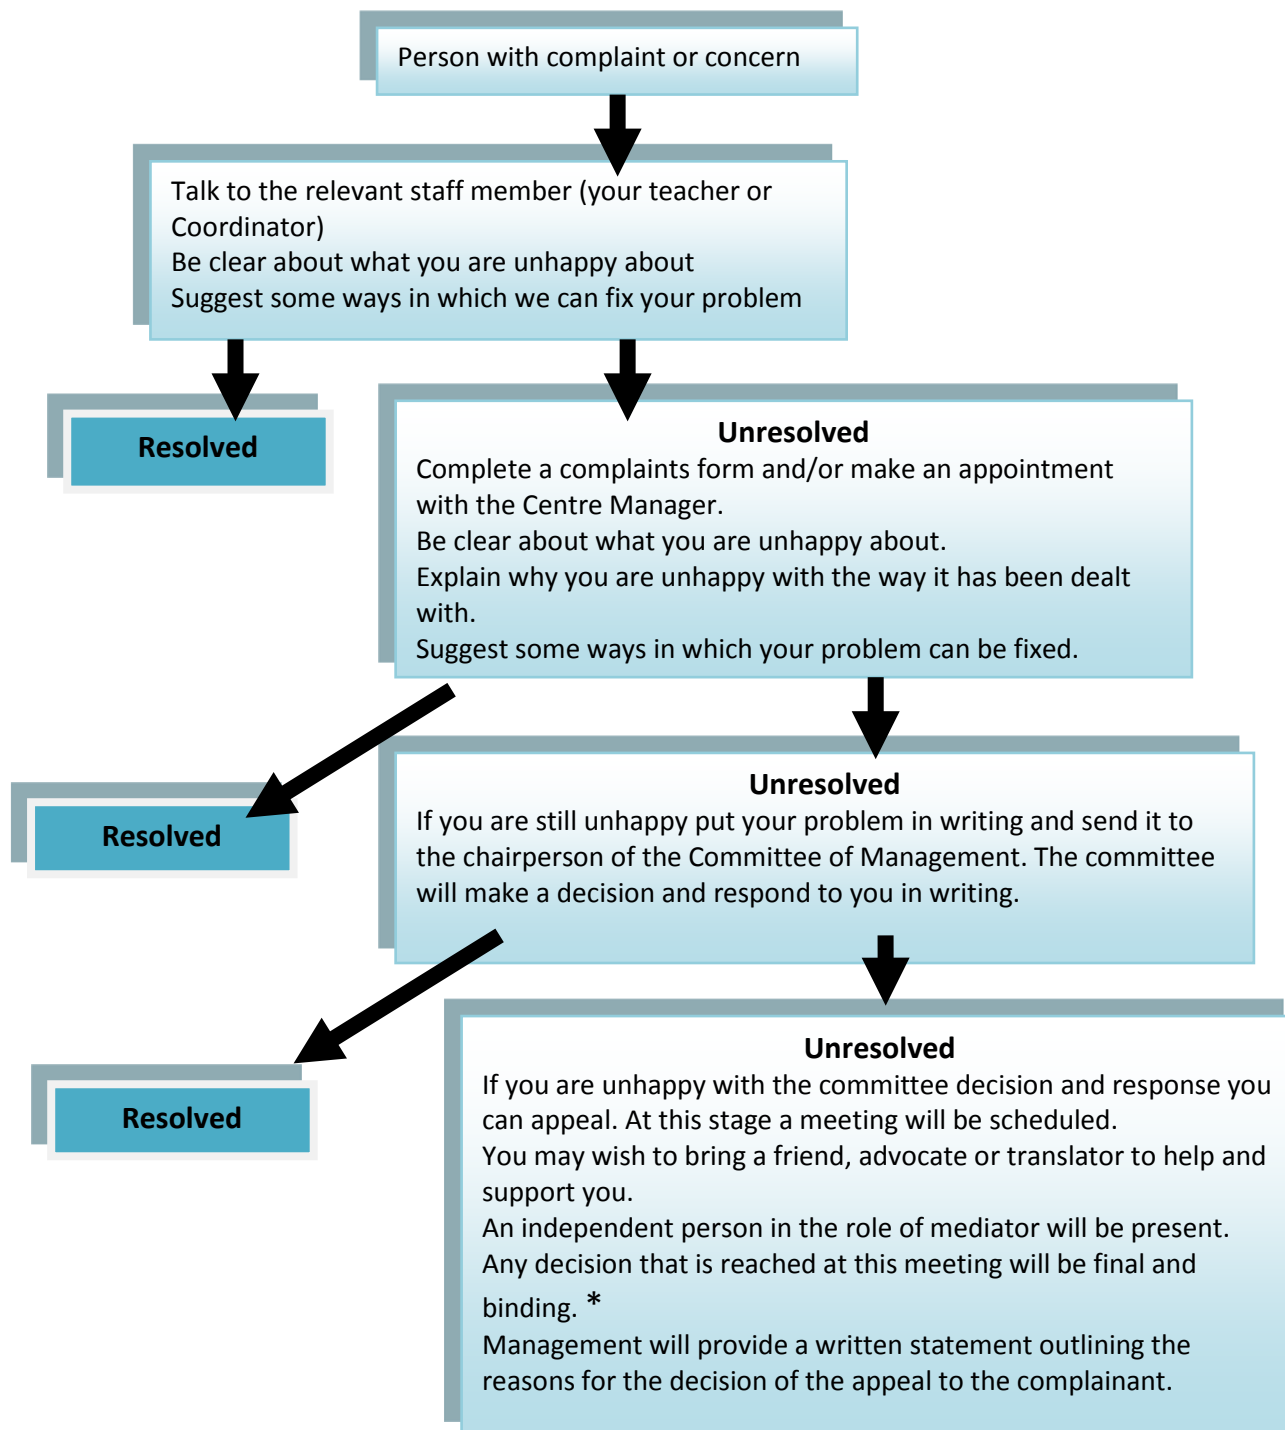 Person with complaint or concern
Talk to the relevant staff member (your teacher or
Coordinator)
Be clear about what you are unhappy about
Suggest some ways in which we can fix your problem
Resolved
Unresolved
Complete a complaints form and/or make an appointment
with the Centre Manager.
Be clear about what you are unhappy about.
Explain why you are unhappy with the way it has been dealt
with.
Suggest some ways in which your problem can be fixed.
Resolved
Unresolved
If you are still unhappy put your problem in writing and send it to
the chairperson of the Committee of Management. The committee
will make a decision and respond to you in writing.
Resolved
Unresolved
If you are unhappy with the committee decision and response you
can appeal. At this stage a meeting will be scheduled.
You may wish to bring a friend, advocate or translator to help and
support you.
An independent person in the role of mediator will be present.
Any decision that is reached at this meeting will be final and
binding. *
Management will provide a written statement outlining the
reasons for the decision of the appeal to the complainant.